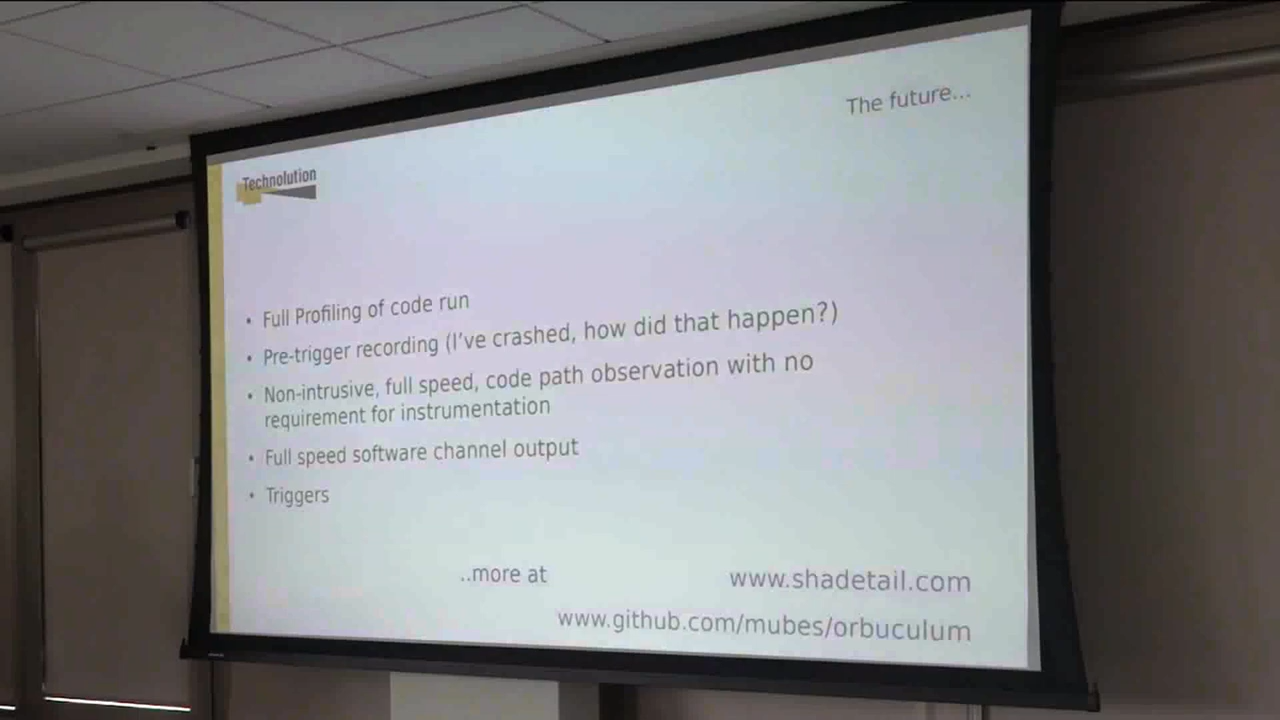 The future...
Technolution
• Full Profiling of code run
• Pre-trigger recording (I've crashed, how did that happen?)
• Non-intrusive, full speed, code path observation with no
requirement for instrumentation
• Full speed software channel output
• Triggers
..more at
www.shadetail.com
www.github.com/mubes/orbuculum